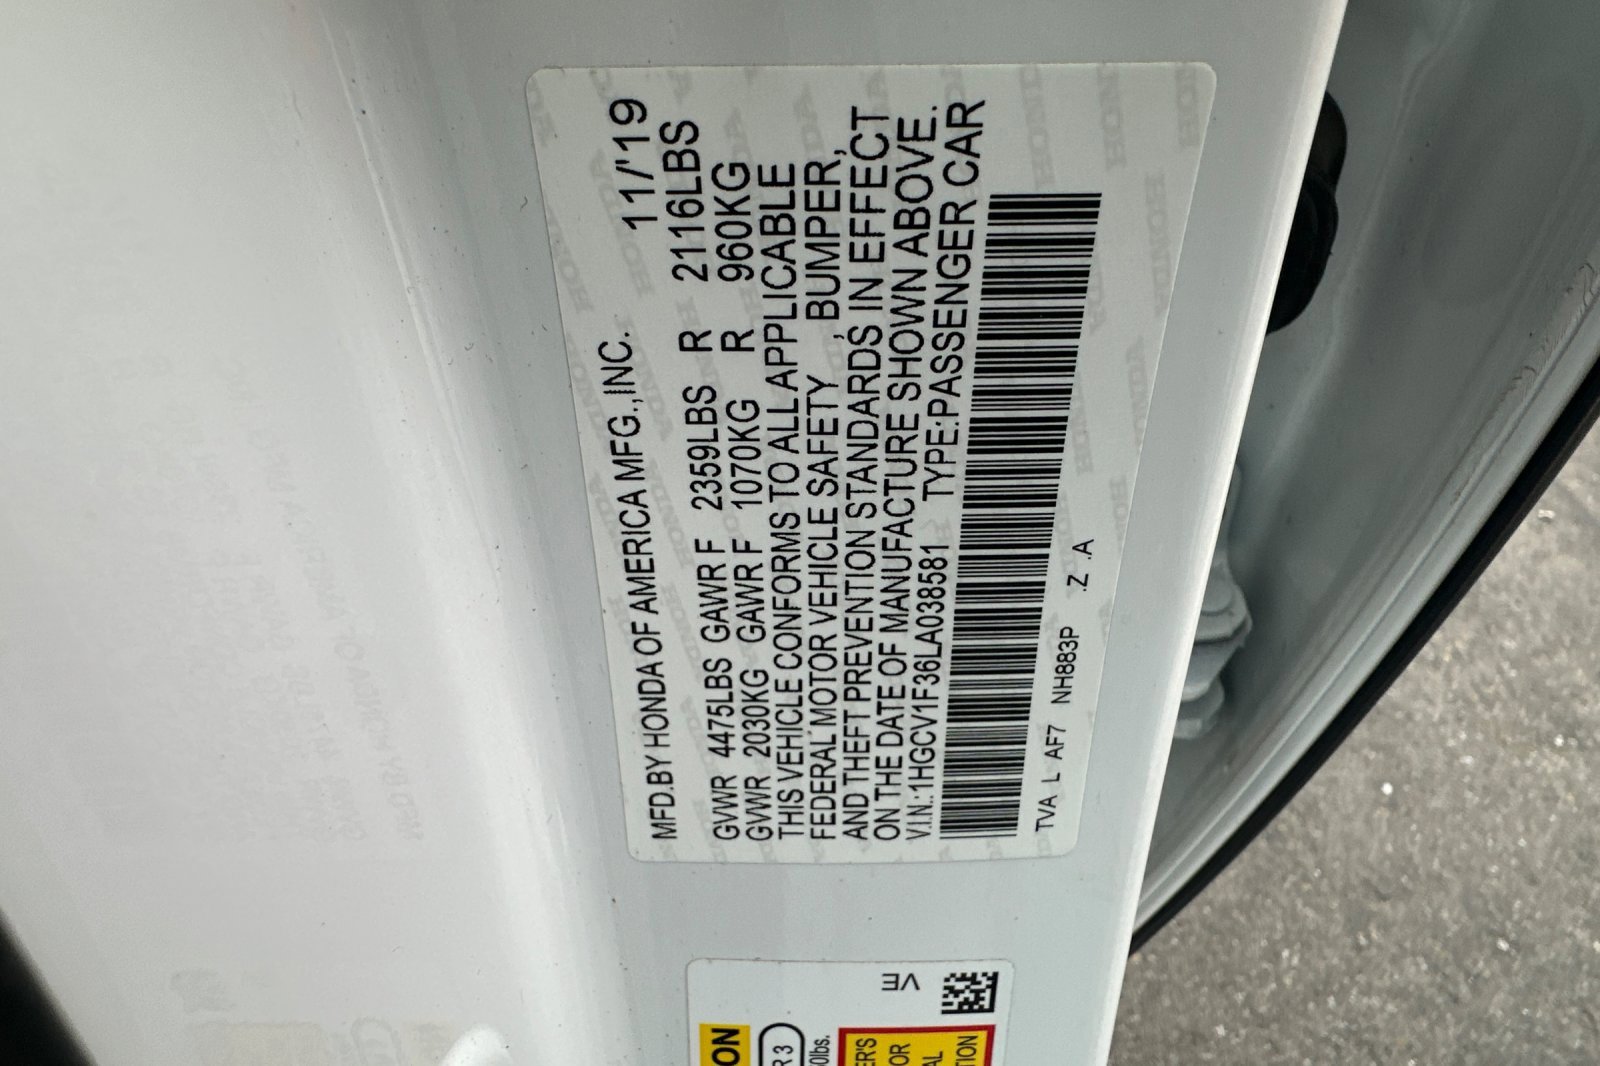 MFD.BY HONDA OF AMERICA MFG.,INC. 11/'19
GVWR 4475LBS GAWR F 2359LBS R 2116LBS
GVWR 2030KG GAWR F 1070KG R 960KG
THIS VEHICLE CONFORMS TO ALL APPLICABLE
FEDERAL MOTOR VEHICLE SAFETY , BUMPER,
AND THEFT PREVENTION STANDARDS IN EFFECT
ON THE DATE OF MANUFACTURE SHOWN ABOVE.
V.I.N.:1HGCV1F36LA038581 TYPE:PASSENGER CAR
TVA L AF7 NH883P .Z .A
VE